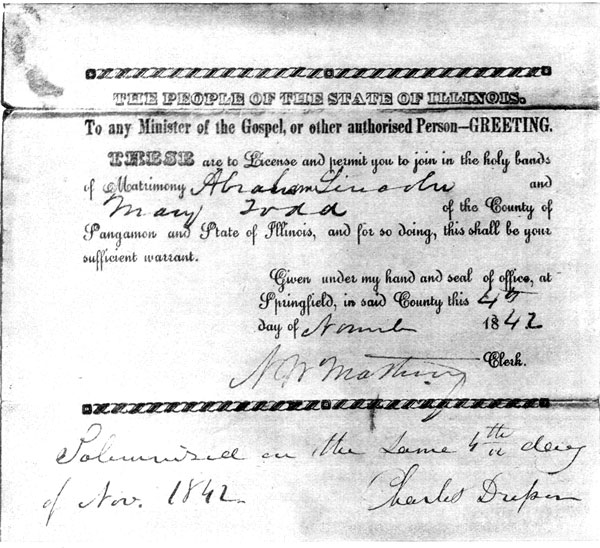 THE PEOPLE OF THE STATE OF ILLINOIS.
To any Minister of the Gospel, or other authorised Person—GREETING.
THESE are to License and permit you to join in the holy bands
of Matrimony Abraham Lincoln and
Mary Todd of the County of
Sangamon and State of Illinois, and for so doing, this shall be your
sufficient warrant.
Given under my hand and seal of office, at
Springfield, in said County this 4th
day of November 1842
N W Matheny Clerk.
Solemnised on the same 4th day
of Nov. 1842. Charles Dresser